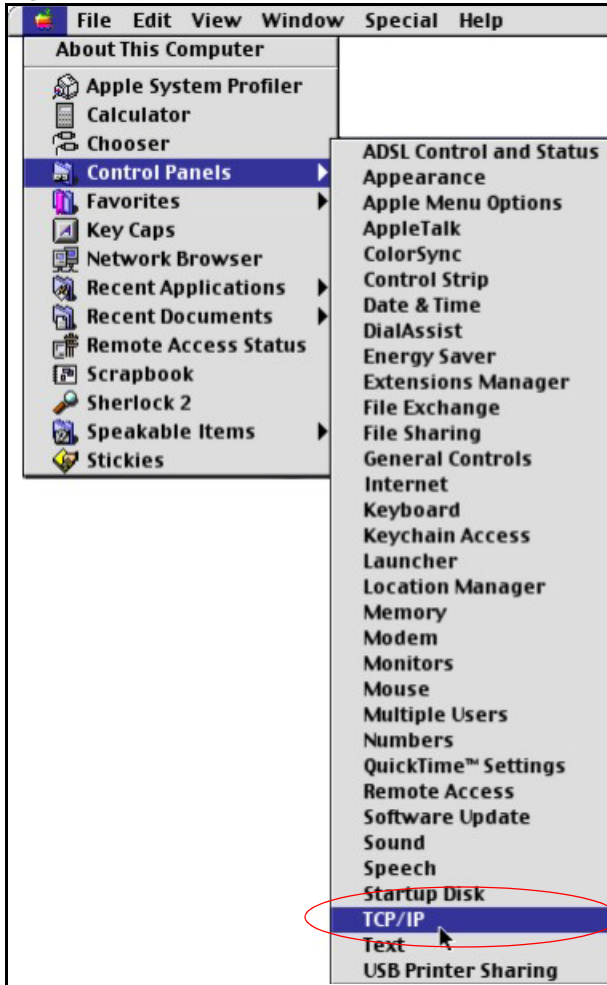 File Edit View Window Special Help
About This Computer
Apple System Profiler
Calculator
Chooser
Control Panels
Favorites
Key Caps
Network Browser
Recent Applications
Recent Documents
Remote Access Status
Scrapbook
Sherlock 2
Speakable Items
Stickies
ADSL Control and Status
Appearance
Apple Menu Options
AppleTalk
ColorSync
Control Strip
Date & Time
DialAssist
Energy Saver
Extensions Manager
File Exchange
File Sharing
General Controls
Internet
Keyboard
Keychain Access
Launcher
Location Manager
Memory
Modem
Monitors
Mouse
Multiple Users
Numbers
QuickTime™ Settings
Remote Access
Software Update
Sound
Speech
Startup Disk
TCP/IP
Text
USB Printer Sharing